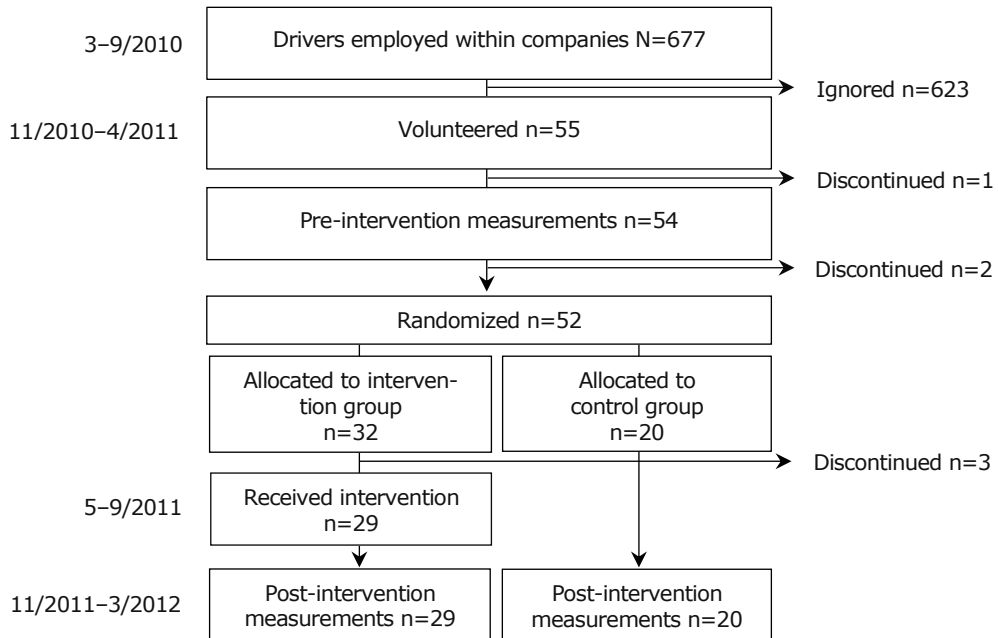 3–9/2010
Drivers employed within companies N=677
Ignored n=623
11/2010–4/2011
Volunteered n=55
Discontinued n=1
Pre-intervention measurements n=54
Discontinued n=2
Randomized n=52
Allocated to interven-
tion group
n=32
Allocated to
control group
n=20
Discontinued n=3
5–9/2011
Received intervention
n=29
11/2011–3/2012
Post-intervention
measurements n=29
Post-intervention
measurements n=20